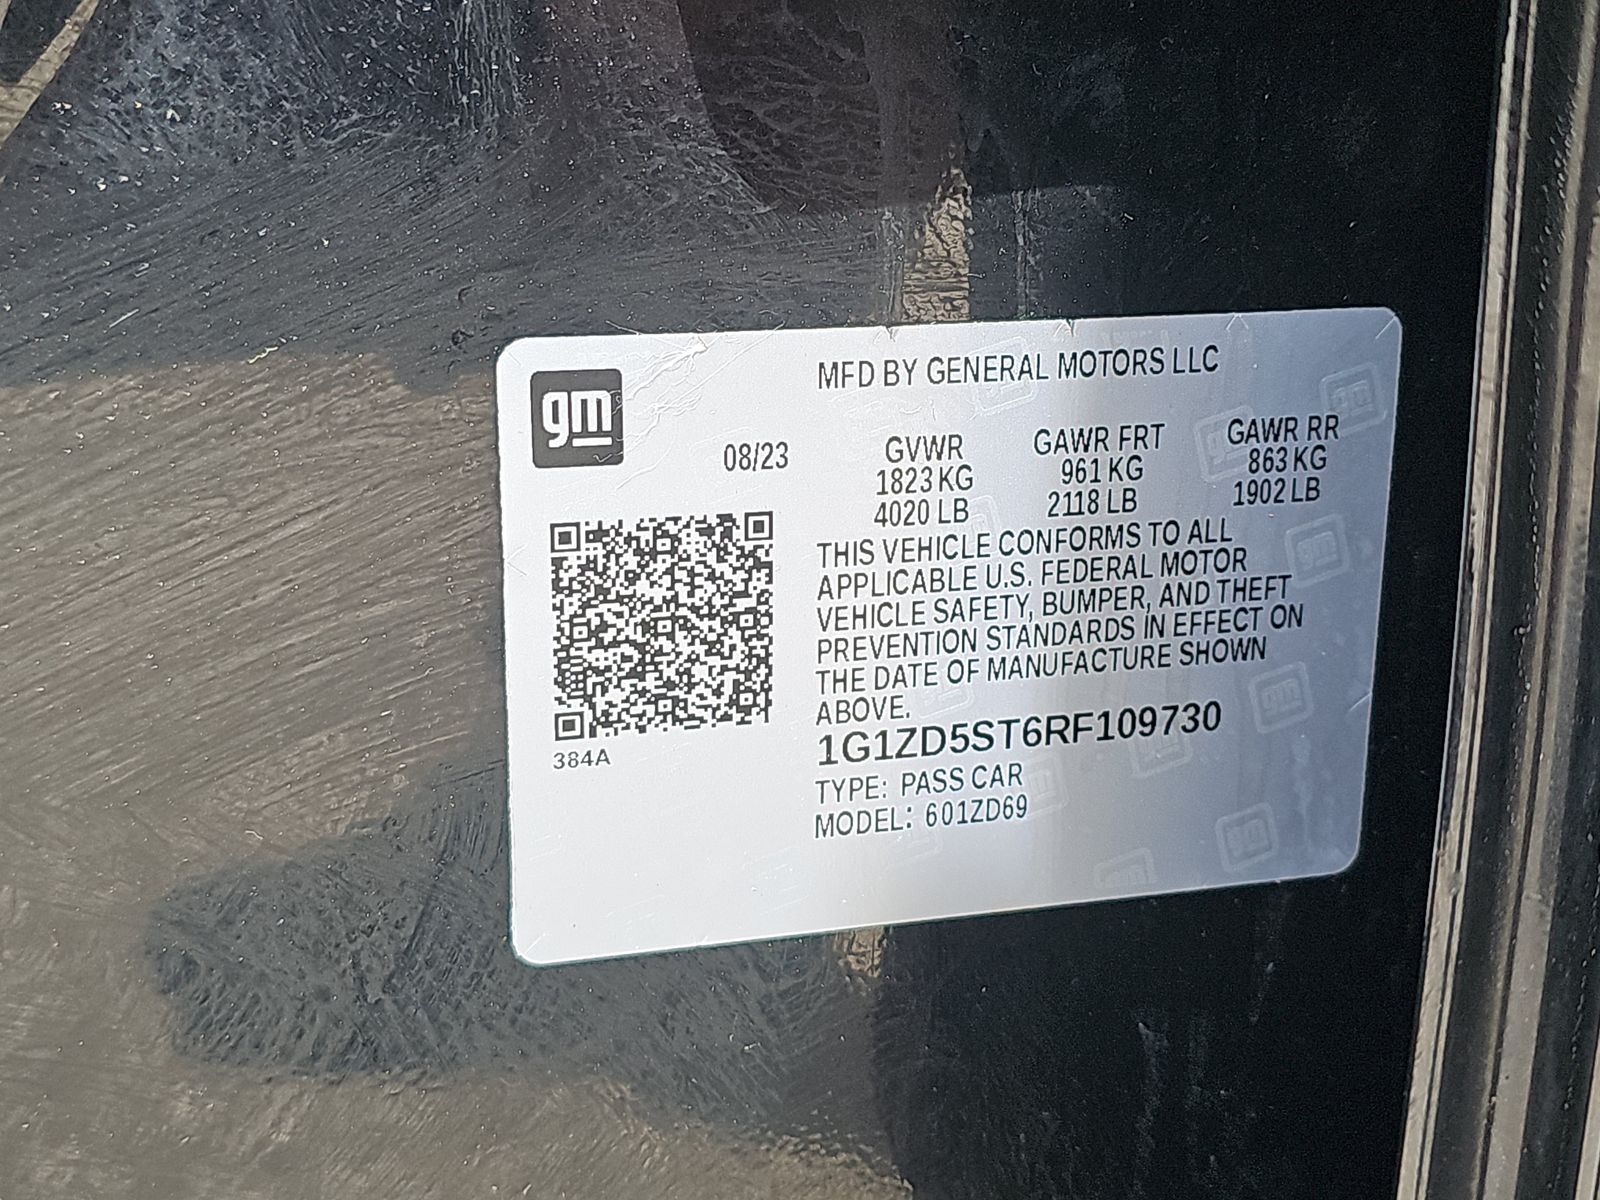 gm
MFD BY GENERAL MOTORS LLC
08/23 GVWR GAWR FRT GAWR RR
1823 KG 961 KG 863 KG
4020 LB 2118 LB 1902 LB
THIS VEHICLE CONFORMS TO ALL
APPLICABLE U.S. FEDERAL MOTOR
VEHICLE SAFETY, BUMPER, AND THEFT
PREVENTION STANDARDS IN EFFECT ON
THE DATE OF MANUFACTURE SHOWN
ABOVE.
1G1ZD5ST6RF109730
384A
TYPE: PASS CAR
MODEL: 601ZD69